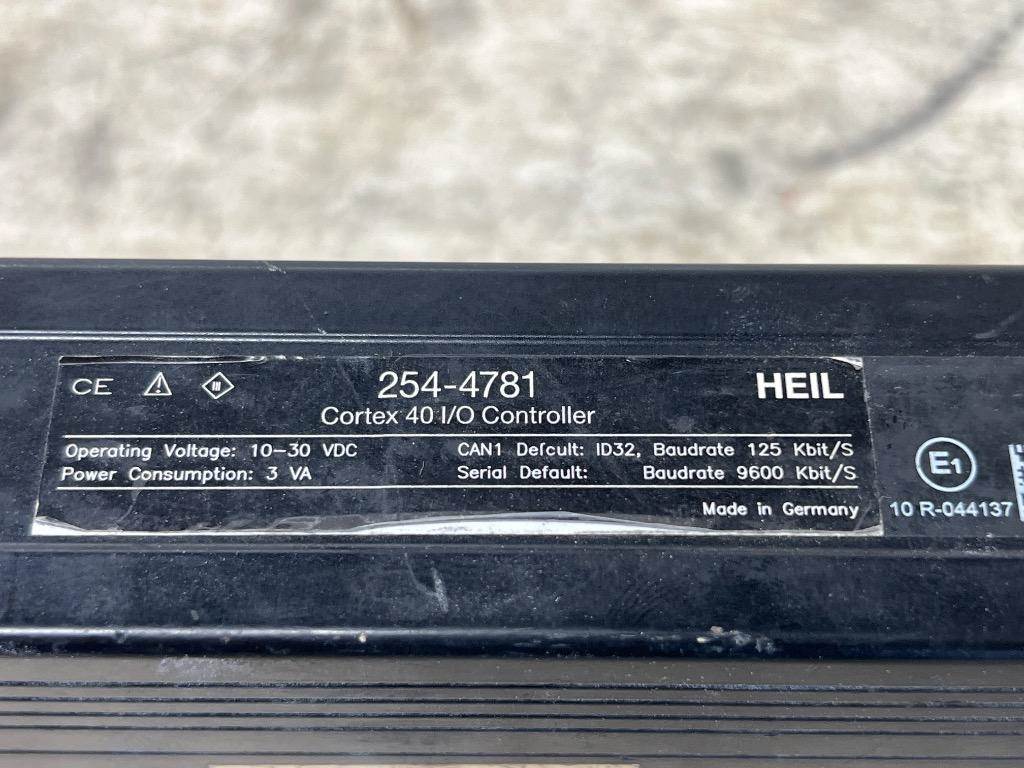 CE 254-4781 HEIL
Cortex 40 I/O Controller
Operating Voltage: 10-30 VDC CAN1 Defcult: ID32, Baudrate 125 Kbit/S
Power Consumption: 3 VA Serial Default: Baudrate 9600 Kbit/S
Made in Germany
E1
10 R-044137